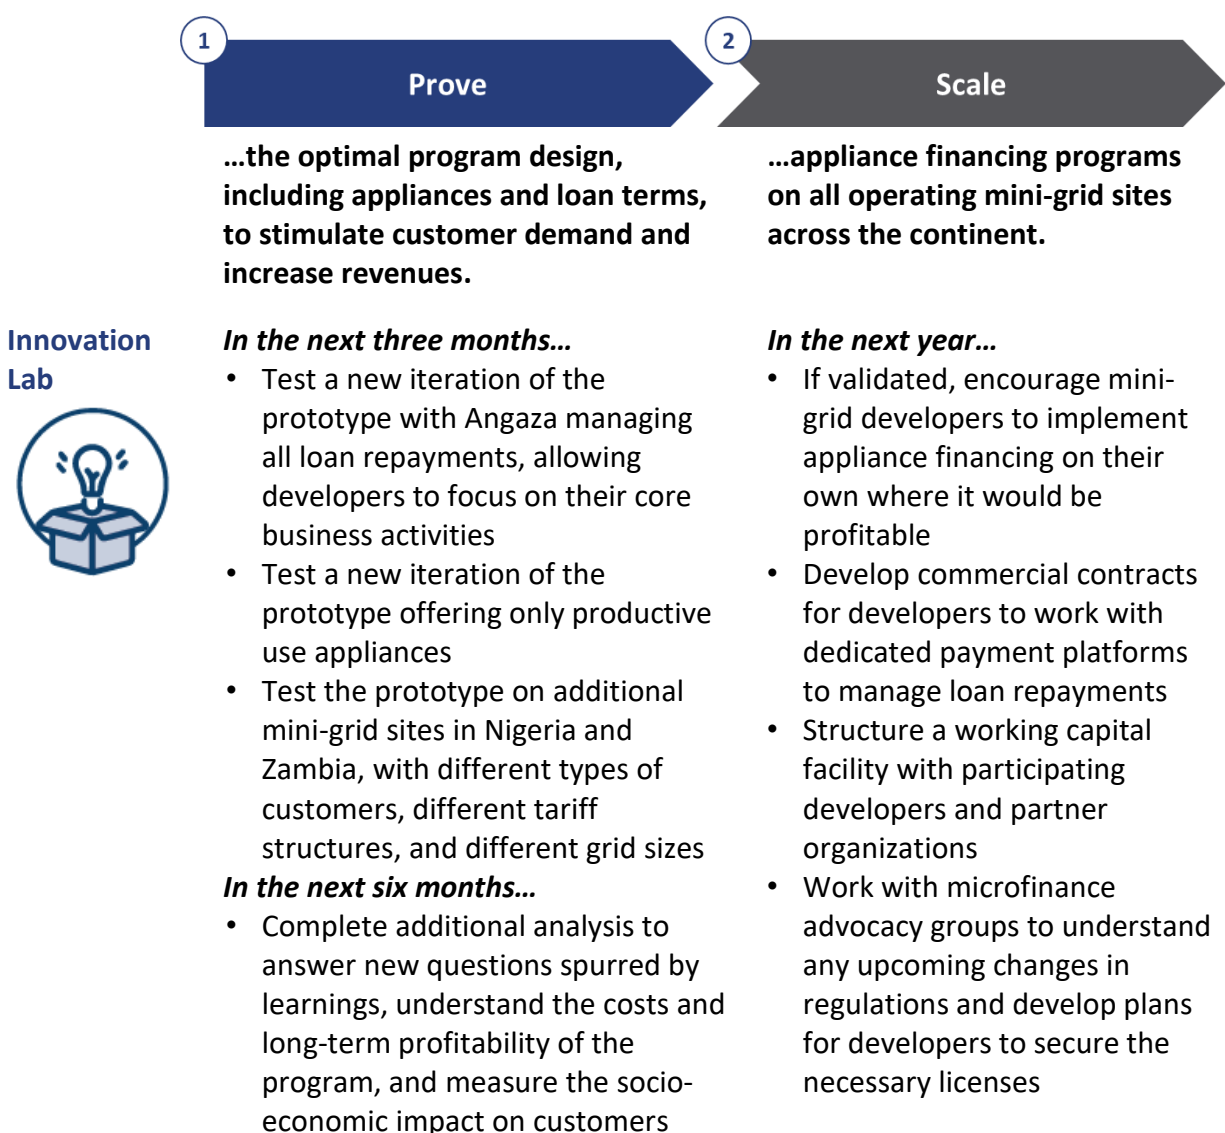 1
Prove
2
Scale
…the optimal program design,
including appliances and loan terms,
to stimulate customer demand and
increase revenues.
…appliance financing programs
on all operating mini-grid sites
across the continent.
Innovation
Lab
In the next three months…
• Test a new iteration of the
prototype with Angaza managing
all loan repayments, allowing
developers to focus on their core
business activities
• Test a new iteration of the
prototype offering only productive
use appliances
• Test the prototype on additional
mini-grid sites in Nigeria and
Zambia, with different types of
customers, different tariff
structures, and different grid sizes
In the next six months…
• Complete additional analysis to
answer new questions spurred by
learnings, understand the costs and
long-term profitability of the
program, and measure the socio-
economic impact on customers
In the next year…
• If validated, encourage mini-
grid developers to implement
appliance financing on their
own where it would be
profitable
• Develop commercial contracts
for developers to work with
dedicated payment platforms
to manage loan repayments
• Structure a working capital
facility with participating
developers and partner
organizations
• Work with microfinance
advocacy groups to understand
any upcoming changes in
regulations and develop plans
for developers to secure the
necessary licenses